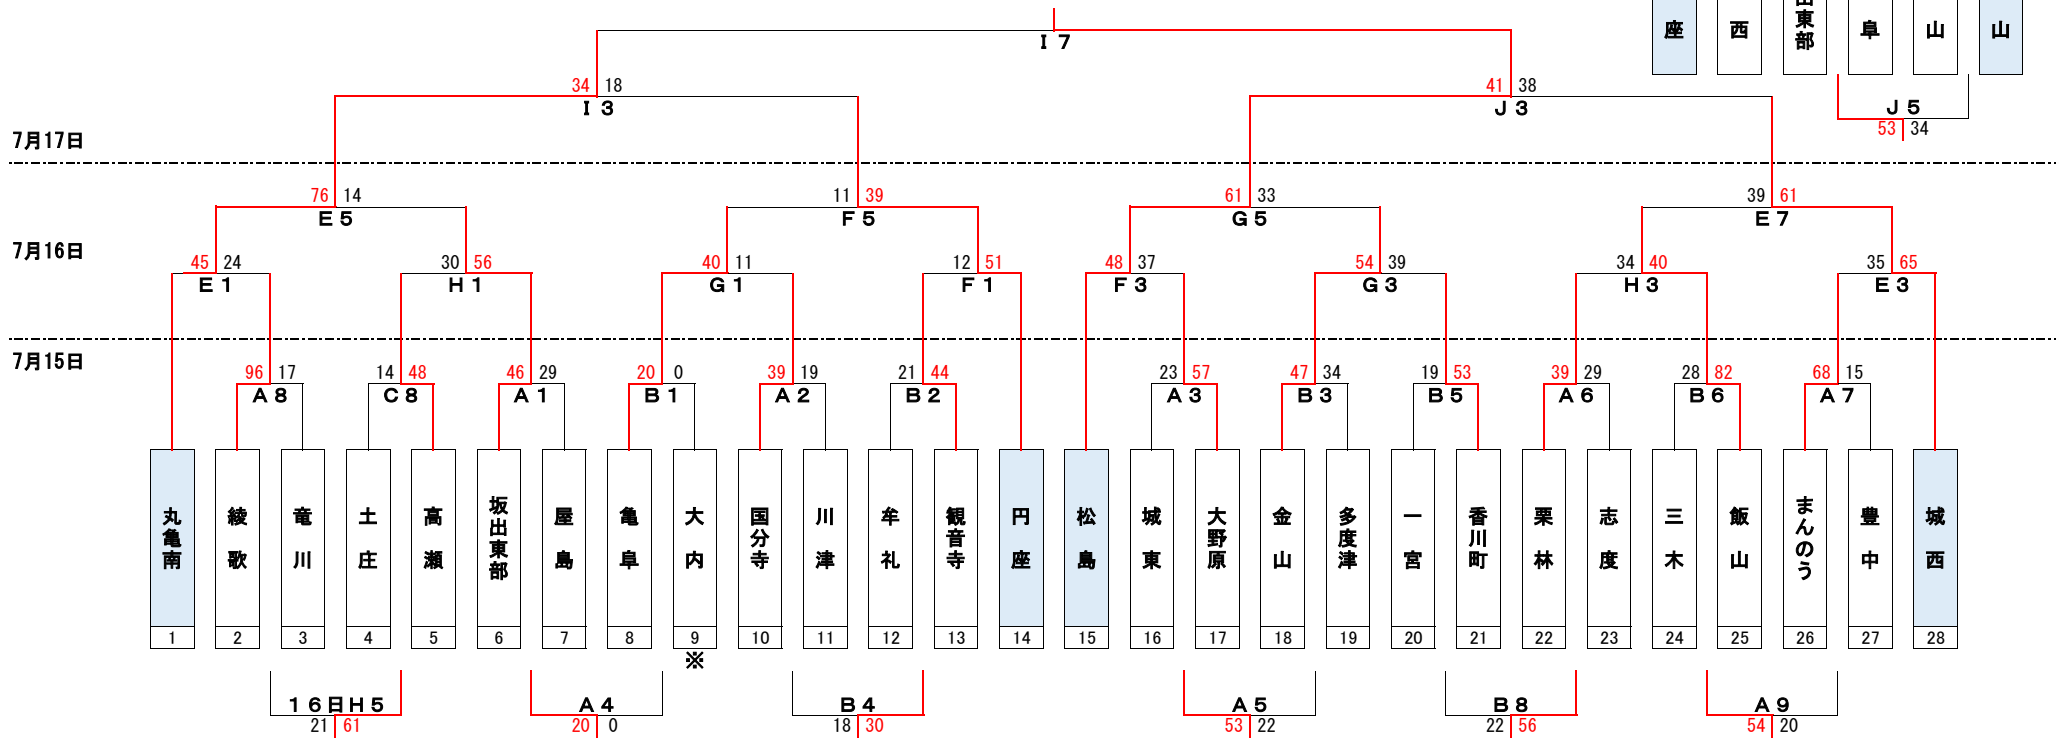 座 西 出東部 阜 山 山
Ｉ７
34 18 41 38
Ｉ３ Ｊ３ Ｊ５
53 34
7月17日
76 14 11 39 61 33 39 61
Ｅ５ Ｆ５ Ｇ５ Ｅ７
7月16日
45 24 30 56 40 11 12 51 48 37 54 39 34 40 35 65
Ｅ１ Ｈ１ Ｇ１ Ｆ１ Ｆ３ Ｇ３ Ｈ３ Ｅ３
7月15日
96 17 14 48 46 29 20 0 39 19 21 44 23 57 47 34 19 53 39 29 28 82 68 15
Ａ８ Ｃ８ Ａ１ Ｂ１ Ａ２ Ｂ２ Ａ３ Ｂ３ Ｂ５ Ａ６ Ｂ６ Ａ７
丸亀南 綾歌 竜川 土庄 高瀬 坂出東部 屋島 亀阜 大内 国分寺 川津 牟礼 観音寺 円座 松島 城東 大野原 金山 多度津 一宮 香川町 栗林 志度 三木 飯山 まんのう 豊中 城西
1 2 3 4 5 6 7 8 9 10 11 12 13 14 15 16 17 18 19 20 21 22 23 24 25 26 27 28
※
１６日Ｈ５ Ａ４ Ｂ４ Ａ５ Ｂ８ Ａ９
21 61 20 0 18 30 53 22 22 56 54 20